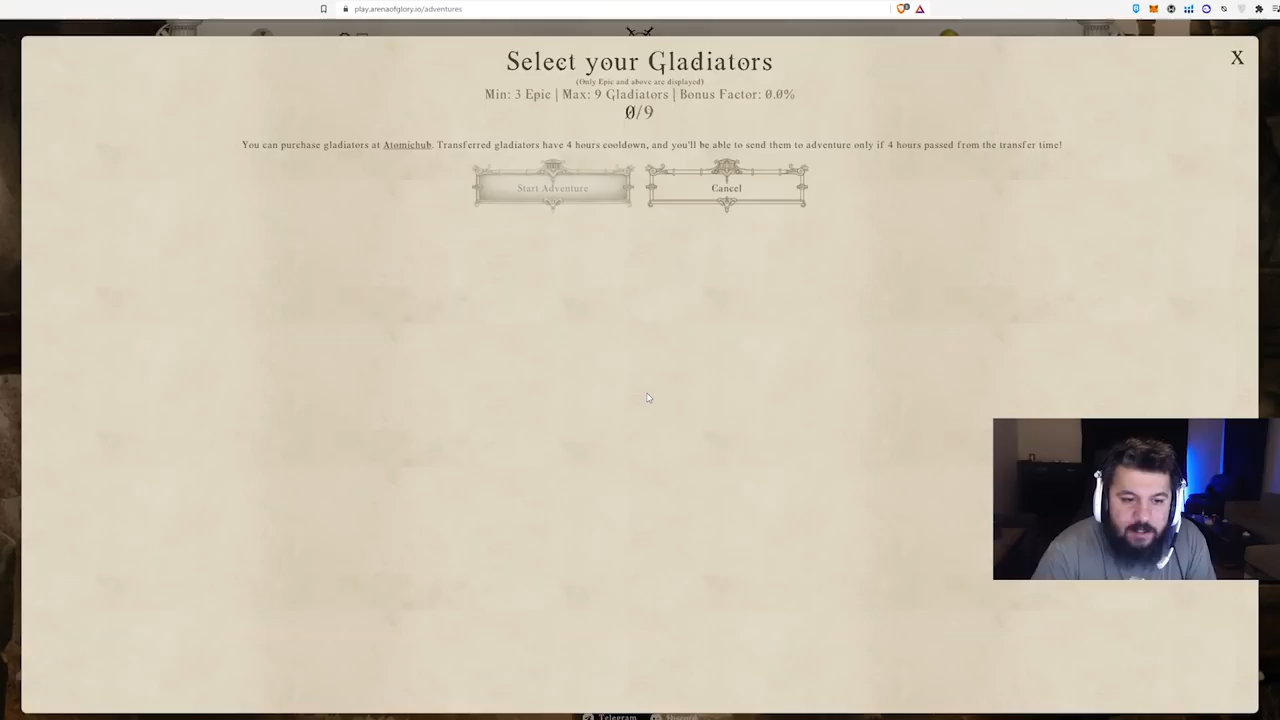 play.arenaofglory.io/adventures
Select your Gladiators
X
(Only Epic and above are displayed)
Min: 3 Epic | Max: 9 Gladiators | Bonus Factor: 0.0%
0/9
You can purchase gladiators at Atomichub. Transferred gladiators have 4 hours cooldown, and you'll be able to send them to adventure only if 4 hours passed from the transfer time!
Start Adventure
Cancel
Telegram
Discord